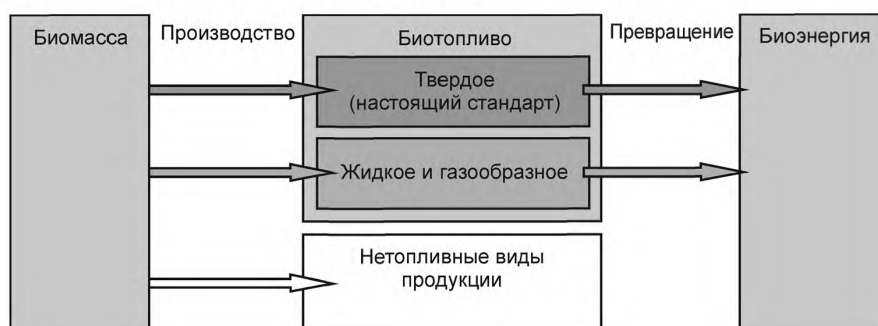 Биомасса
Производство
Биотопливо
Превращение
Биоэнергия
Твердое
(настоящий стандарт)
Жидкое и газообразное
Нетопливные виды
продукции